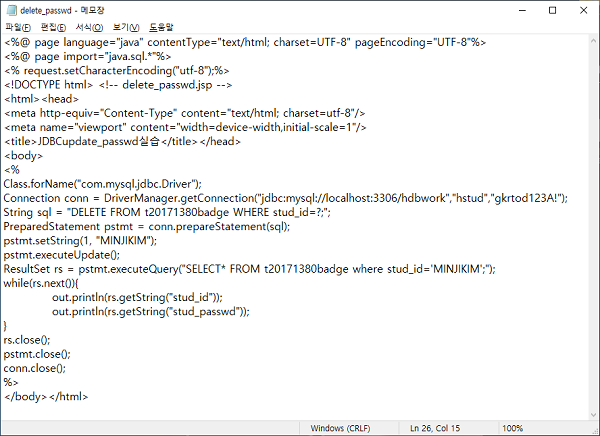 delete_passwd - 메모장
파일(F) 편집(E) 서식(O) 보기(V) 도움말
<%@ page language="java" contentType="text/html; charset=UTF-8" pageEncoding="UTF-8"%>
<%@ page import="java.sql.*"%>
<% request.setCharacterEncoding("utf-8");%>
<!DOCTYPE html> <!-- delete_passwd.jsp -->
<html><head>
<meta http-equiv="Content-Type" content="text/html; charset=utf-8"/>
<meta name="viewport" content="width=device-width,initial-scale=1"/>
<title>JDBCupdate_passwd실습</title></head>
<body>
<%
Class.forName("com.mysql.jdbc.Driver");
Connection conn = DriverManager.getConnection("jdbc:mysql://localhost:3306/hdbwork","hstud","gkrtod123A!");
String sql = "DELETE FROM t20171380badge WHERE stud_id=?;";
PreparedStatement pstmt = conn.prepareStatement(sql);
pstmt.setString(1, "MINJIKIM");
pstmt.executeUpdate();
ResultSet rs = pstmt.executeQuery("SELECT* FROM t20171380badge where stud_id='MINJIKIM';");
while(rs.next()){
out.println(rs.getString("stud_id"));
out.println(rs.getString("stud_passwd"));
}
rs.close();
pstmt.close();
conn.close();
%>
</body></html>
Windows (CRLF) Ln 26, Col 15 100%